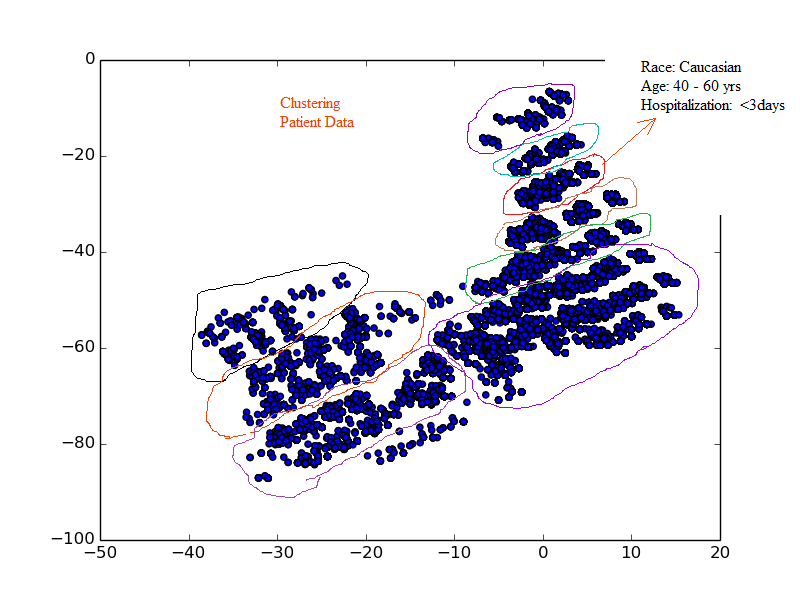 Race: Caucasian
Age: 40 - 60 yrs
Hospitalization: <3days
Clustering
Patient Data
0
−20
−40
−60
−80
−100
−50 −40 −30 −20 −10 0 10 20